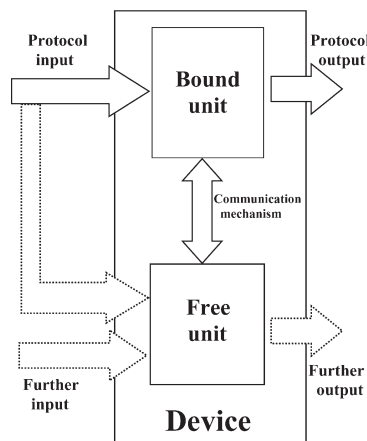 Protocol
input
Protocol
output
Bound
unit
Communication
mechanism
Free
unit
Further
input
Further
output
Device